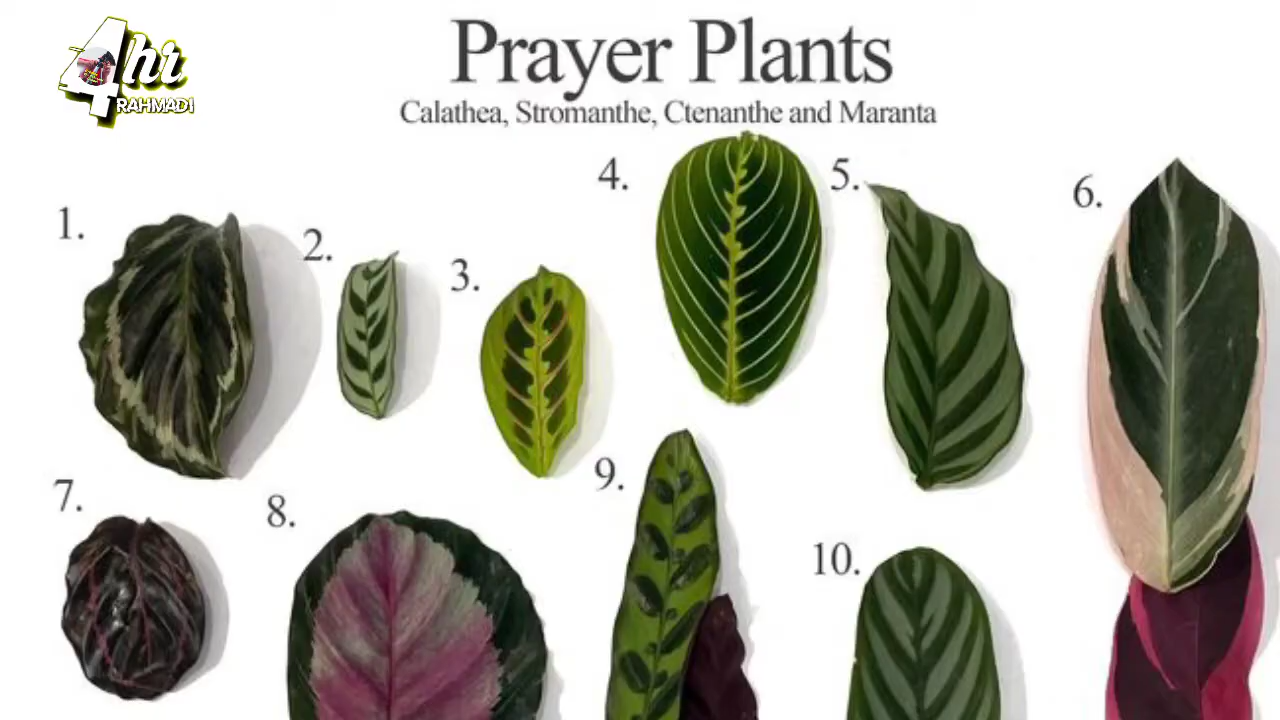 4hr
RAHMADI
Prayer Plants
Calathea, Stromanthe, Ctenanthe and Maranta
1.
2.
3.
4.
5.
6.
7.
8.
9.
10.